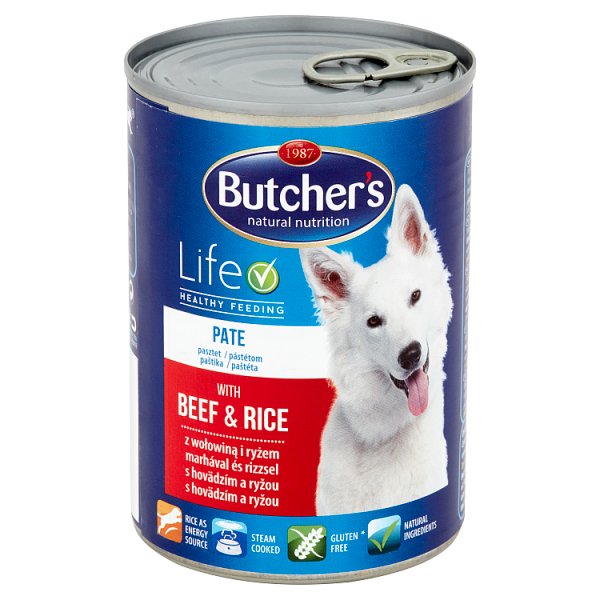 1987
Butcher's
natural nutrition
Life
HEALTHY FEEDING
PATE
pasztet / pástétom
paštika / paštéta
WITH
BEEF & RICE
z wołowiną i ryżem
marhával és rizzsel
s hovädzím a ryžou
s hovädzím a ryžou
RICE AS
ENERGY
SOURCE
STEAM
COOKED
GLUTEN *
FREE
NATURAL
INGREDIENTS